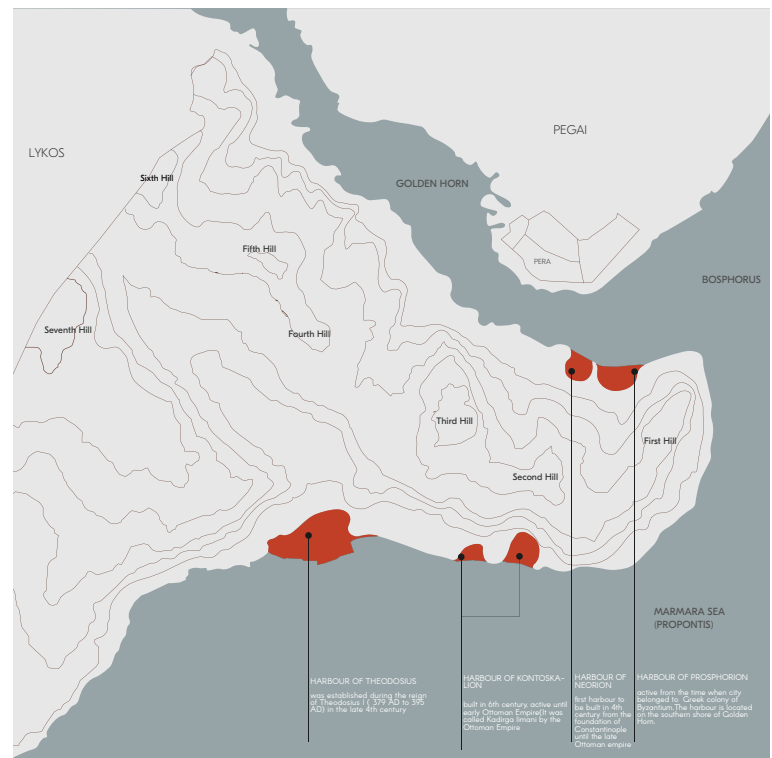 PEGAI
LYKOS
Sixth Hill
GOLDEN HORN
Fifth Hill
PERA
BOSPHORUS
Seventh Hill
Fourth Hill
Third Hill
First Hill
Second Hill
MARMARA SEA
(PROPONTIS)
HARBOUR OF THEODOSIUS
was established during the reign
of Theodosius I ( 379 AD to 395
AD) in the late 4th century
HARBOUR OF KONTOSKA-
LION
built in 6th century, active until
early Ottoman Empire(It was
called Kadirga limani by the
Ottoman Empire
HARBOUR OF
NEORION
first harbour to
be built in 4th
century from the
foundation of
Constantinople
until the late
Ottoman empire
HARBOUR OF PROSPHORION
active from the time when city
belonged to Greek colony of
Byzantium.The harbour is located
on the southern shore of Golden
Horn.